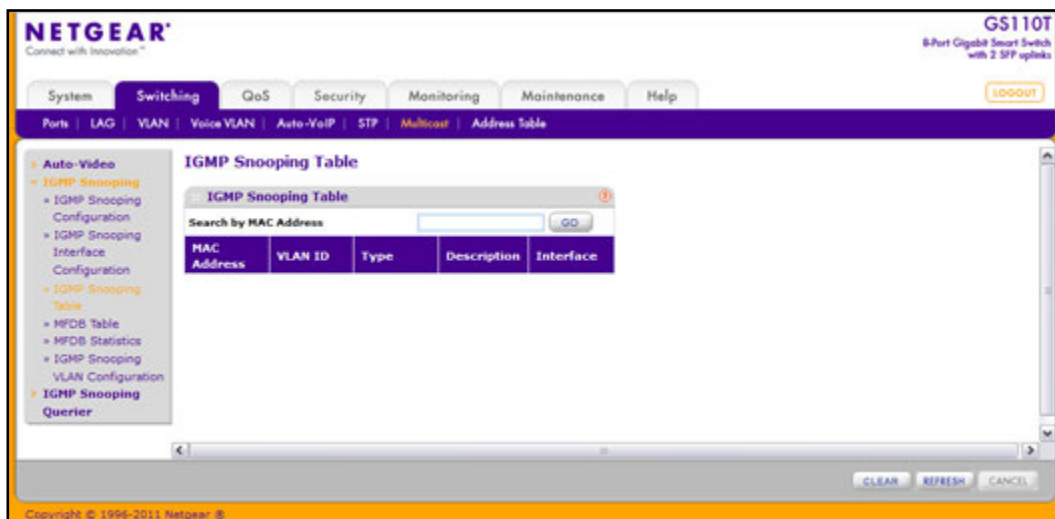 NETGEAR®
Connect with Innovation™
GS110T
8-Port Gigabit Smart Switch
with 2 SFP uplinks
System Switching QoS Security Monitoring Maintenance Help LOGOUT
Ports | LAG | VLAN | Voice VLAN | Auto-VoIP | STP | Multicast | Address Table
Auto-Video
IGMP Snooping
» IGMP Snooping
Configuration
» IGMP Snooping
Interface
Configuration
» IGMP Snooping
Table
» MFDB Table
» MFDB Statistics
» IGMP Snooping
VLAN Configuration
IGMP Snooping
Querier
IGMP Snooping Table
IGMP Snooping Table ?
Search by MAC Address GO
MAC
Address
VLAN ID Type Description Interface
CLEAR REFRESH CANCEL
Copyright © 1996-2011 Netgear ®